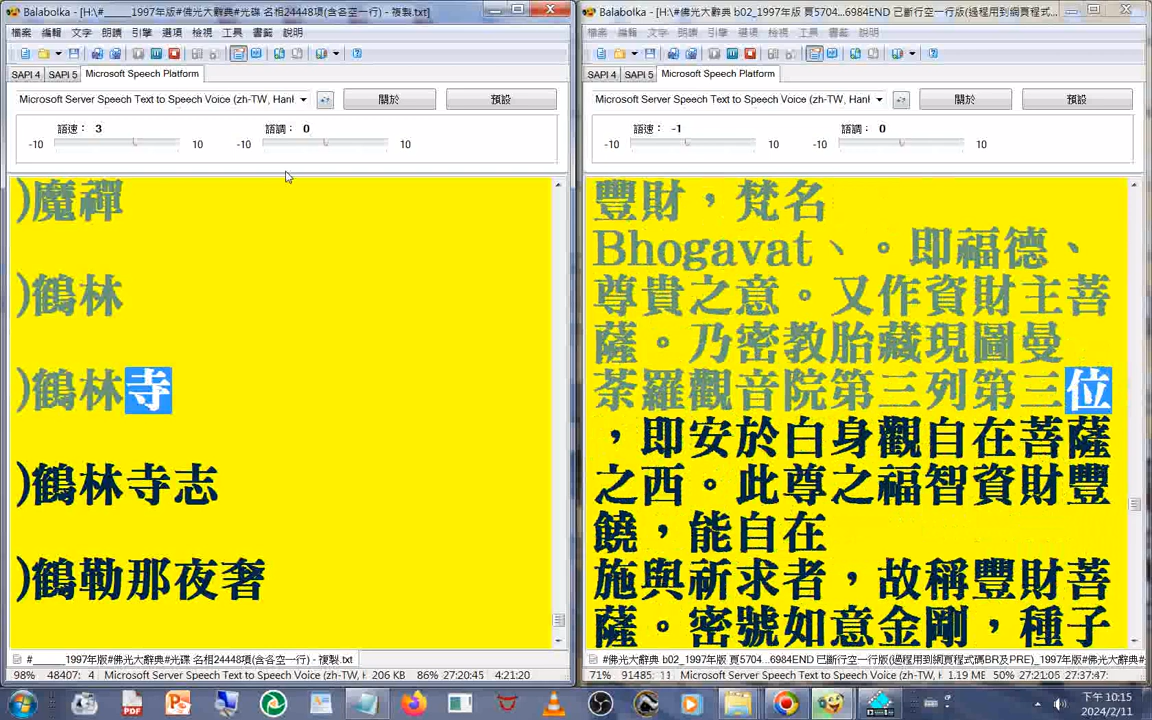 Balabolka - [H:\#_____1997年版#佛光大辭典#光碟 名相24448項(含各空一行) - 複製.txt]
檔案 編輯 文字 朗讀 引擎 選項 檢視 工具 書籤 說明
SAPI 4 SAPI 5 Microsoft Speech Platform
Microsoft Server Speech Text to Speech Voice (zh-TW, Hanl
關於
預設
語速： 3
語調： 0
-10 10 -10 10
)魔禪
)鶴林
)鶴林寺
)鶴林寺志
)鶴勒那夜奢
#_____1997年版#佛光大辭典#光碟 名相24448項(含各空一行) - 複製.txt
98% 48407: 4 Microsoft Server Speech Text to Speech Voice (zh-TW, H 206 KB 86% 27:20:45 4:21:20
Balabolka - [H:\#佛光大辭典 b02_1997年版 頁5704...6984END 已斷行空一行版(過程用到網頁程式...
檔案 編輯 文字 朗讀 引擎 選項 檢視 工具 書籤 說明
SAPI 4 SAPI 5 Microsoft Speech Platform
Microsoft Server Speech Text to Speech Voice (zh-TW, Hanl
關於
預設
語速： -1
語調： 0
-10 10 -10 10
豐財，梵名
Bhogavat、。即福德、
尊貴之意。又作資財主菩
薩。乃密教胎藏現圖曼
荼羅觀音院第三列第三位
，即安於白身觀自在菩薩
之西。此尊之福智資財豐
饒，能自在
施與祈求者，故稱豐財菩
薩。密號如意金剛，種子
#佛光大辭典 b02_1997年版 頁5704...6984END 已斷行空一行版(過程用到網頁程式碼BR及PRE)_1997年版#佛光大辭典#
71% 91485: 11 Microsoft Server Speech Text to Speech Voice (zh-TW, H 1.19 ME 50% 27:21:05 27:37:47
下午 10:15
2024/2/11